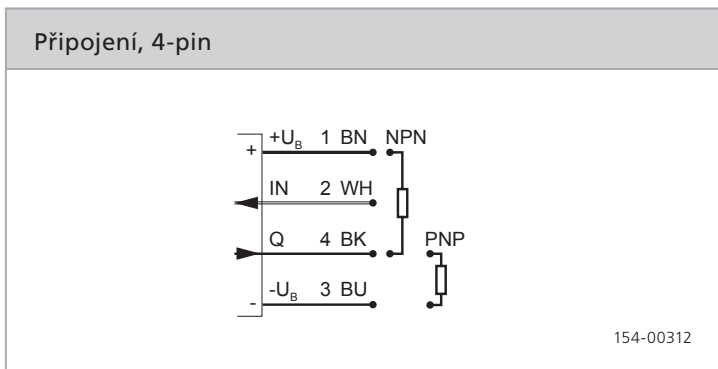 Připojení, 4-pin
+U_B 1 BN NPN
+
IN 2 WH
Q 4 BK PNP
-U_B 3 BU
-
154-00312